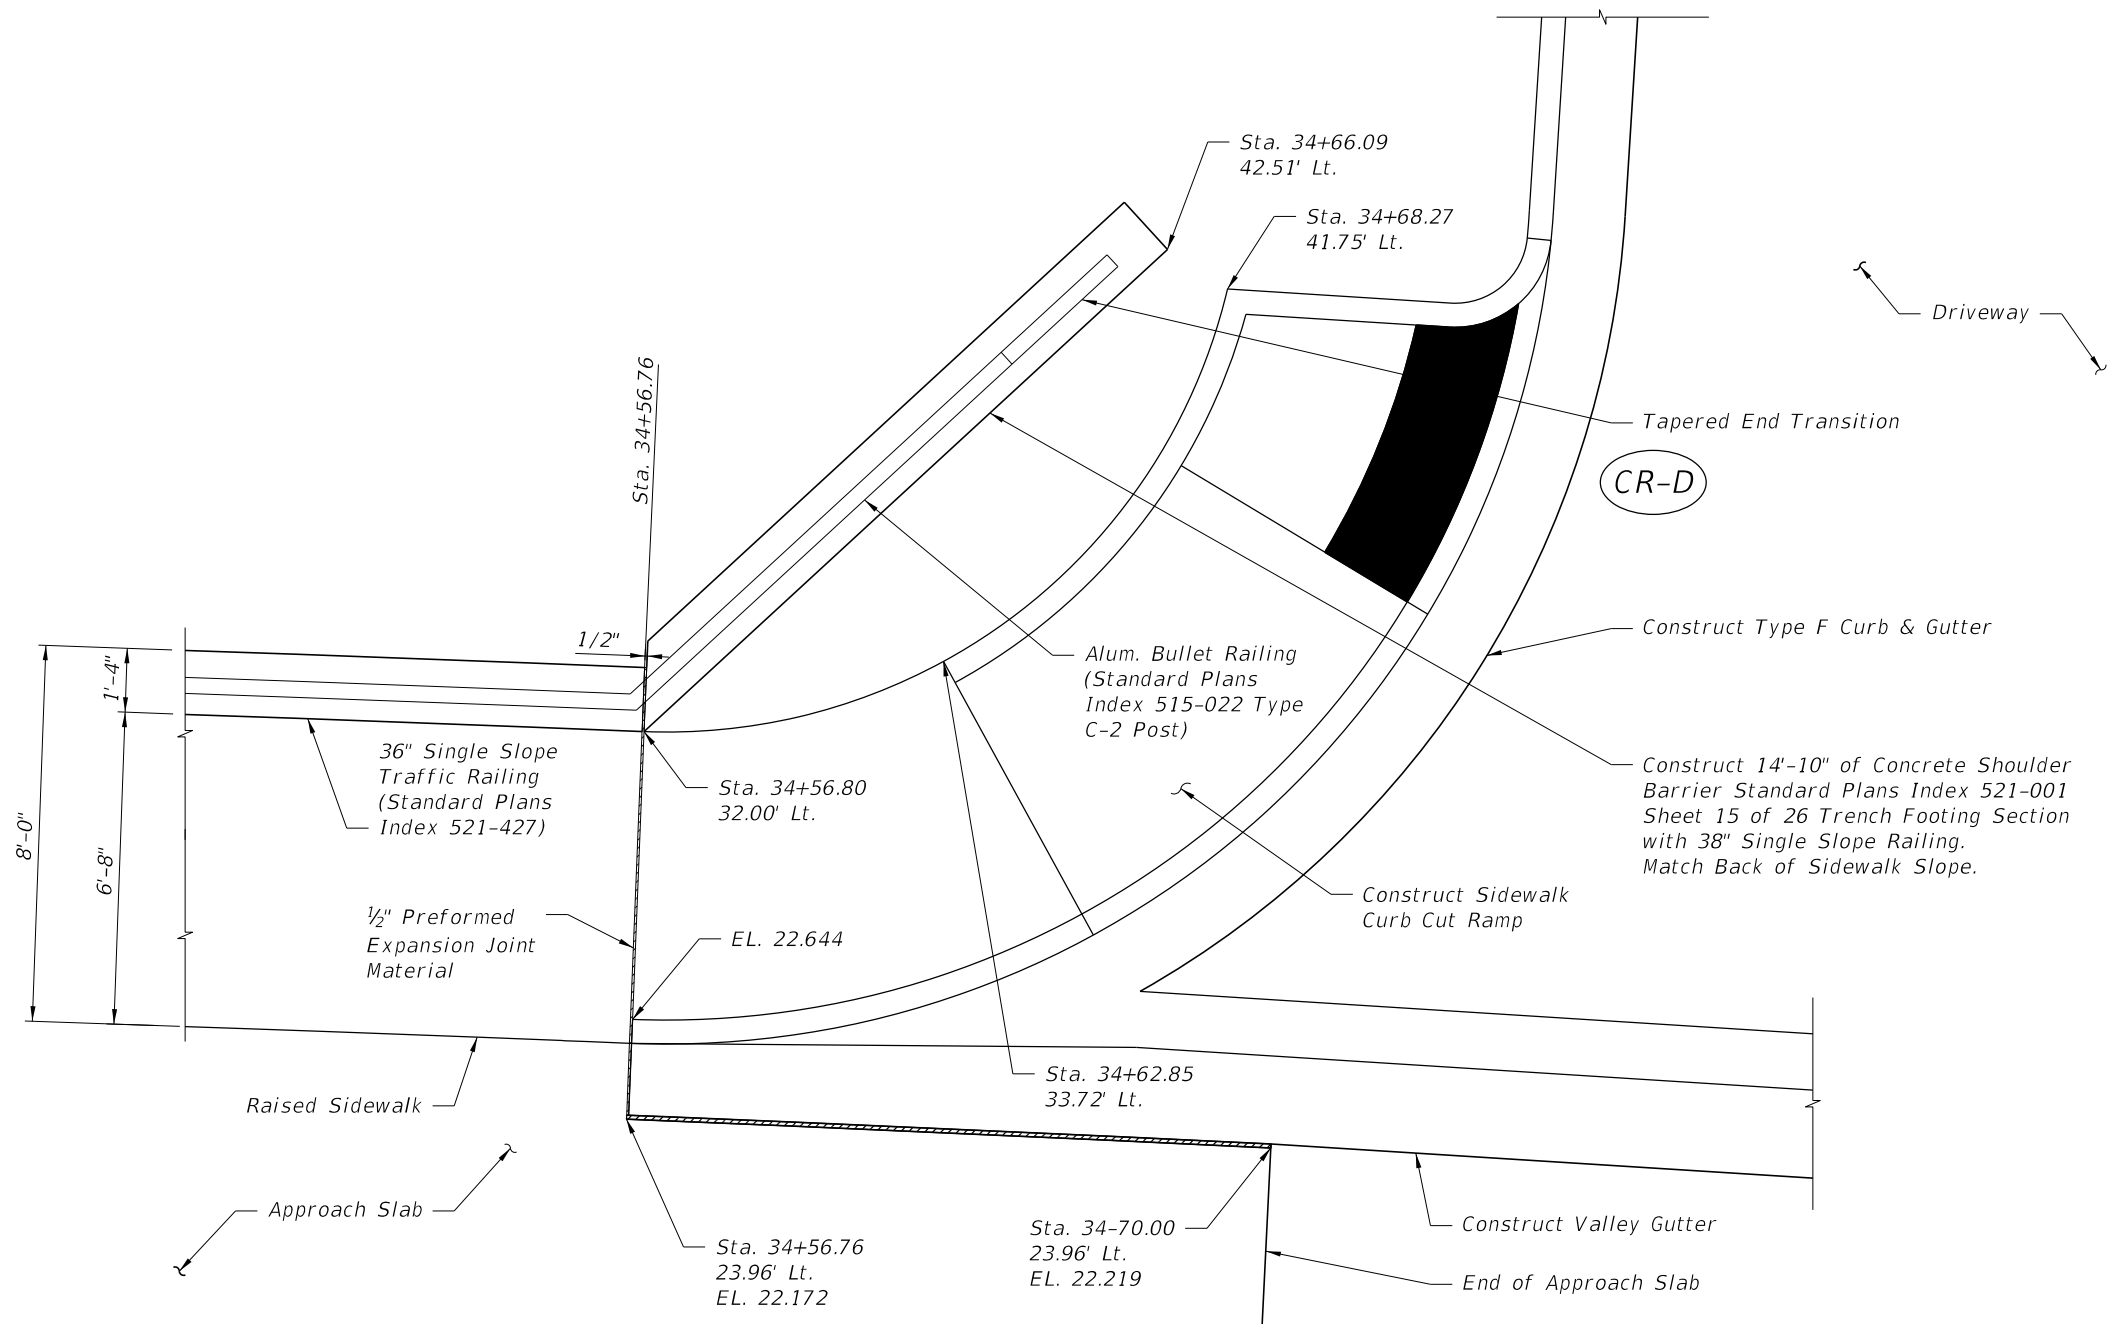 Sta. 34+66.09
42.51' Lt.
Sta. 34+68.27
41.75' Lt.
Driveway
Sta. 34+56.76
Tapered End Transition
CR-D
1/2"
Construct Type F Curb & Gutter
Alum. Bullet Railing
(Standard Plans
Index 515-022 Type
C-2 Post)
1'-4"
8'-0"
6'-8"
36" Single Slope
Traffic Railing
(Standard Plans
Index 521-427)
Sta. 34+56.80
32.00' Lt.
Construct 14'-10" of Concrete Shoulder
Barrier Standard Plans Index 521-001
Sheet 15 of 26 Trench Footing Section
with 38" Single Slope Railing.
Match Back of Sidewalk Slope.
Construct Sidewalk
Curb Cut Ramp
½" Preformed
Expansion Joint
Material
EL. 22.644
Sta. 34+62.85
33.72' Lt.
Raised Sidewalk
Approach Slab
Sta. 34+56.76
23.96' Lt.
EL. 22.172
Sta. 34-70.00
23.96' Lt.
EL. 22.219
Construct Valley Gutter
End of Approach Slab